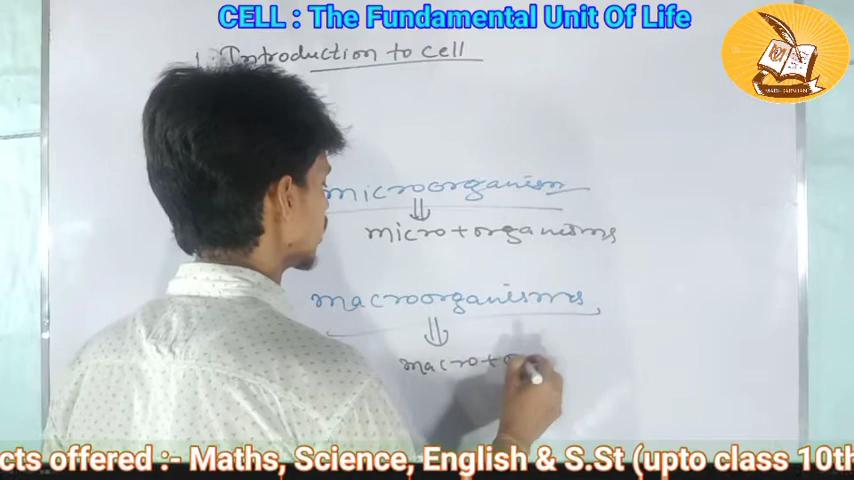 CELL : The Fundamental Unit Of Life
1. Introduction to cell
microorganism
⇓
micro+organisms
macroorganisms
⇓
macro+o
cts offered :- Maths, Science, English & S.St (upto class 10th